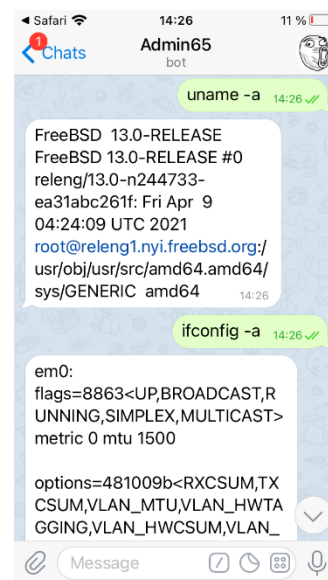 Safari
14:26
11 %
1
Chats
Admin65
bot
uname -a 14:26
FreeBSD 13.0-RELEASE
FreeBSD 13.0-RELEASE #0
releng/13.0-n244733-
ea31abc261f: Fri Apr 9
04:24:09 UTC 2021
root@releng1.nyi.freebsd.org:/
usr/obj/usr/src/amd64.amd64/
sys/GENERIC amd64 14:26
ifconfig -a 14:26
em0:
flags=8863<UP,BROADCAST,R
UNNING,SIMPLEX,MULTICAST>
metric 0 mtu 1500
options=481009b<RXCSUM,TX
CSUM,VLAN_MTU,VLAN_HWTA
GGING,VLAN_HWCSUM,VLAN_
Message